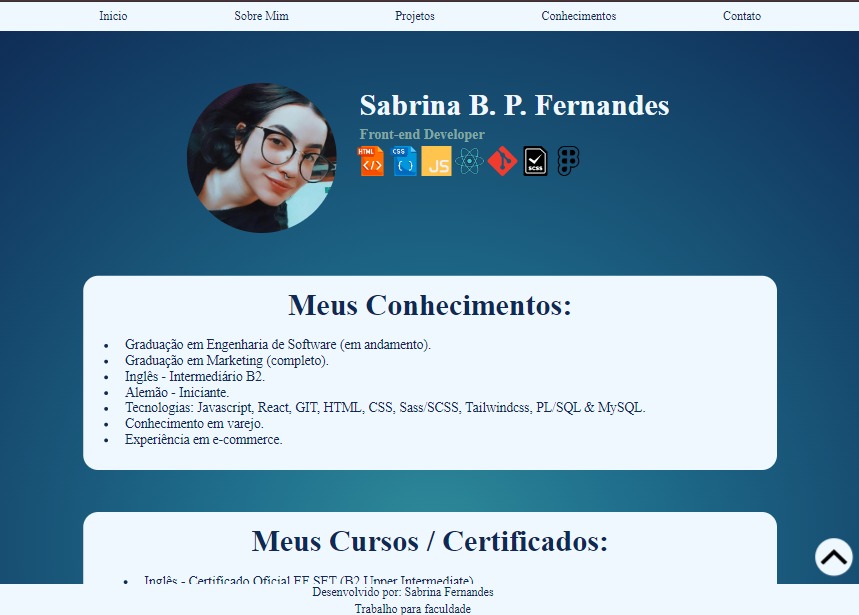 Inicio Sobre Mim Projetos Conhecimentos Contato
Sabrina B. P. Fernandes
Front-end Developer
HTML CSS JS SCSS
Meus Conhecimentos:
Graduação em Engenharia de Software (em andamento).
Graduação em Marketing (completo).
Inglês - Intermediário B2.
Alemão - Iniciante.
Tecnologias: Javascript, React, GIT, HTML, CSS, Sass/SCSS, Tailwindcss, PL/SQL & MySQL.
Conhecimento em varejo.
Experiência em e-commerce.
Meus Cursos / Certificados:
Inglês - Certificado Oficial EF SET (B2 Upper Intermediate)
Desenvolvido por: Sabrina Fernandes
Trabalho para faculdade